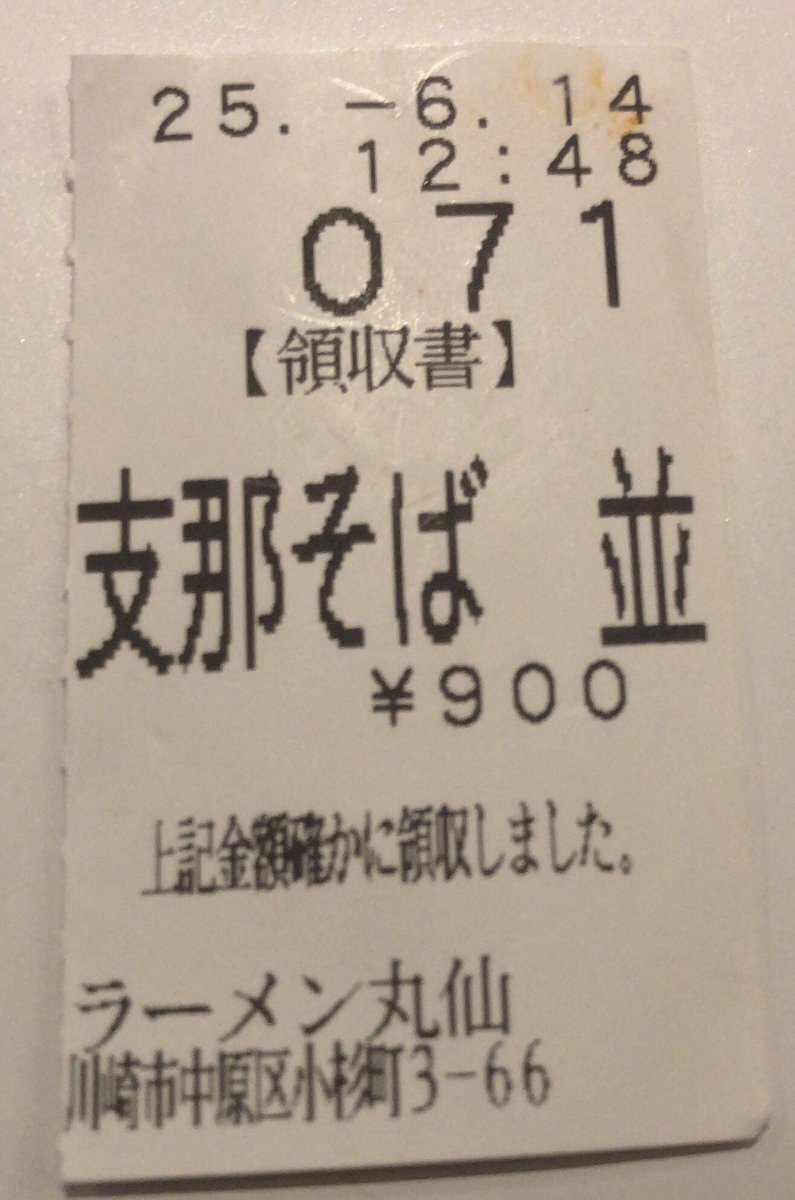 25.-6.14
12:48
071
【領収書】
支那そば 並
¥900
上記金額確かに領収しました。
ラーメン丸仙
川崎市中原区小杉町3-66